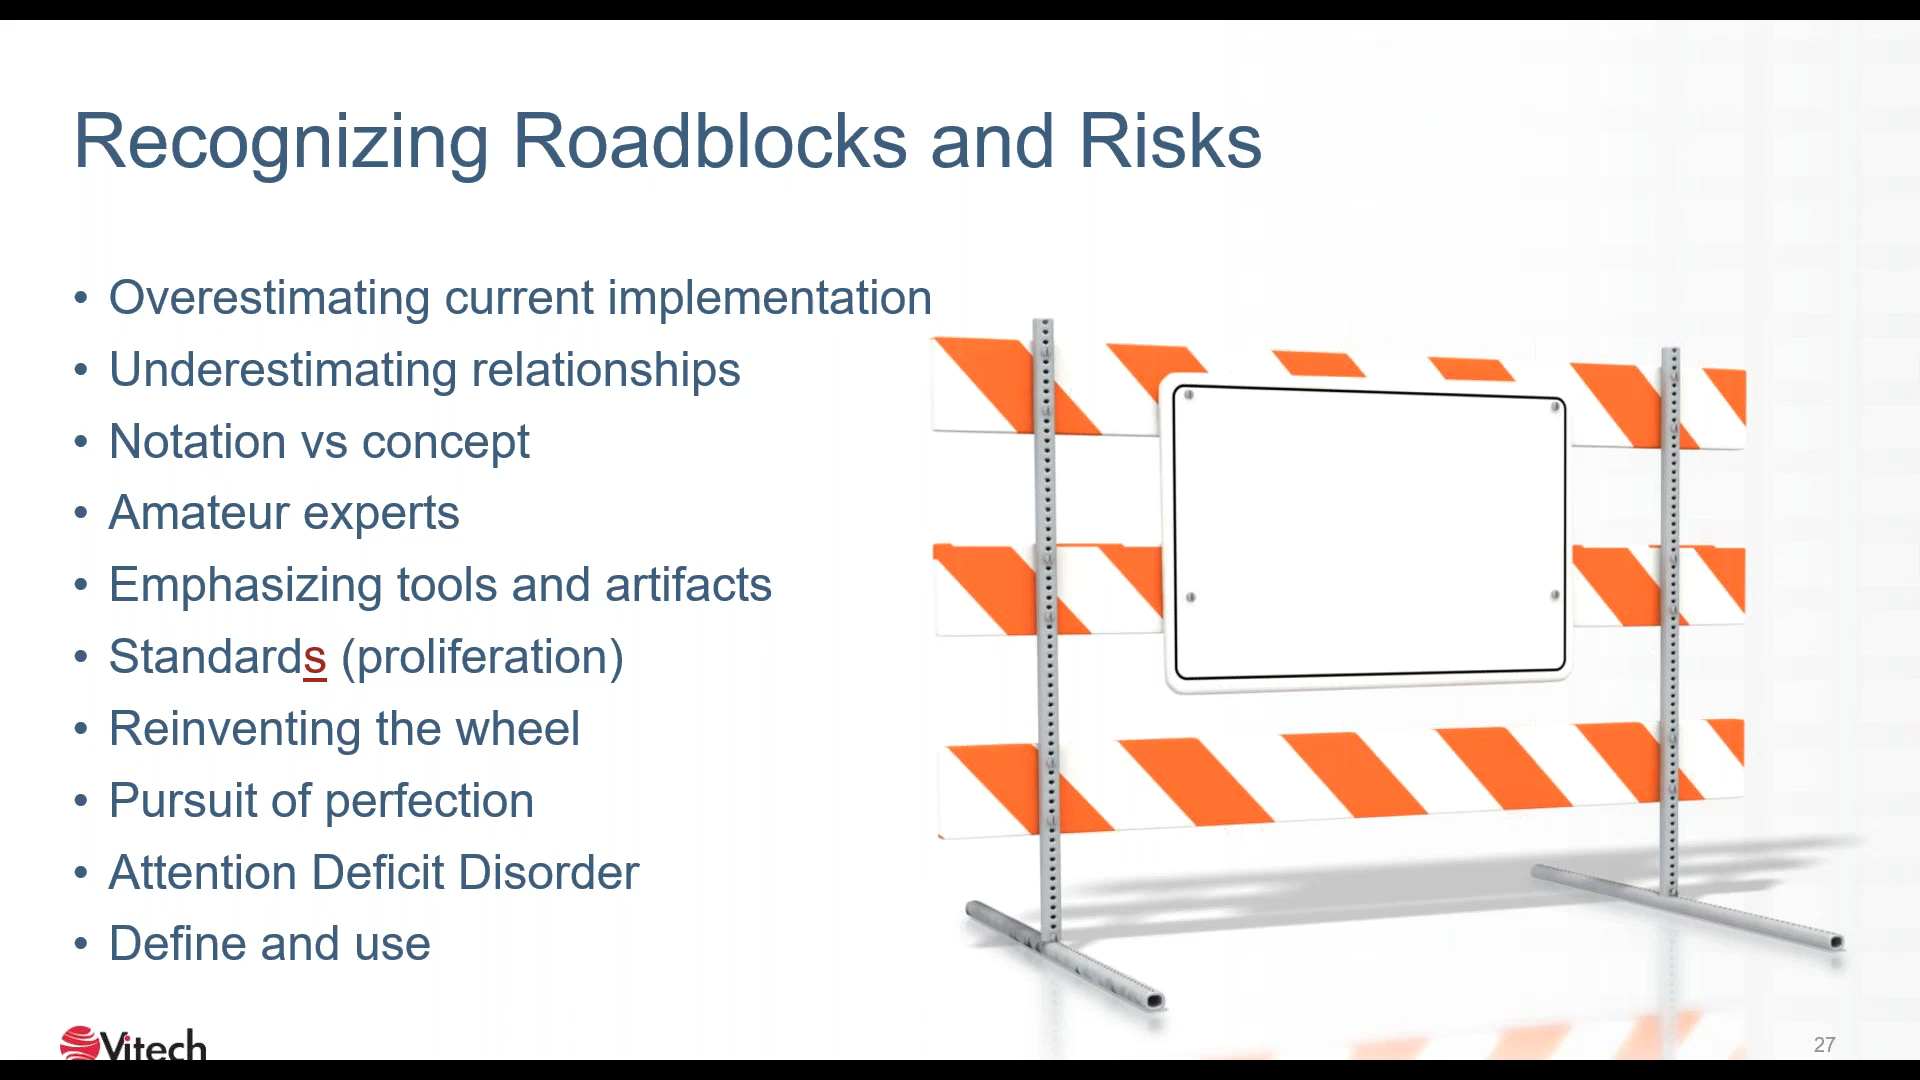 Recognizing Roadblocks and Risks
• Overestimating current implementation
• Underestimating relationships
• Notation vs concept
• Amateur experts
• Emphasizing tools and artifacts
• Standards (proliferation)
• Reinventing the wheel
• Pursuit of perfection
• Attention Deficit Disorder
• Define and use
Vitech
27